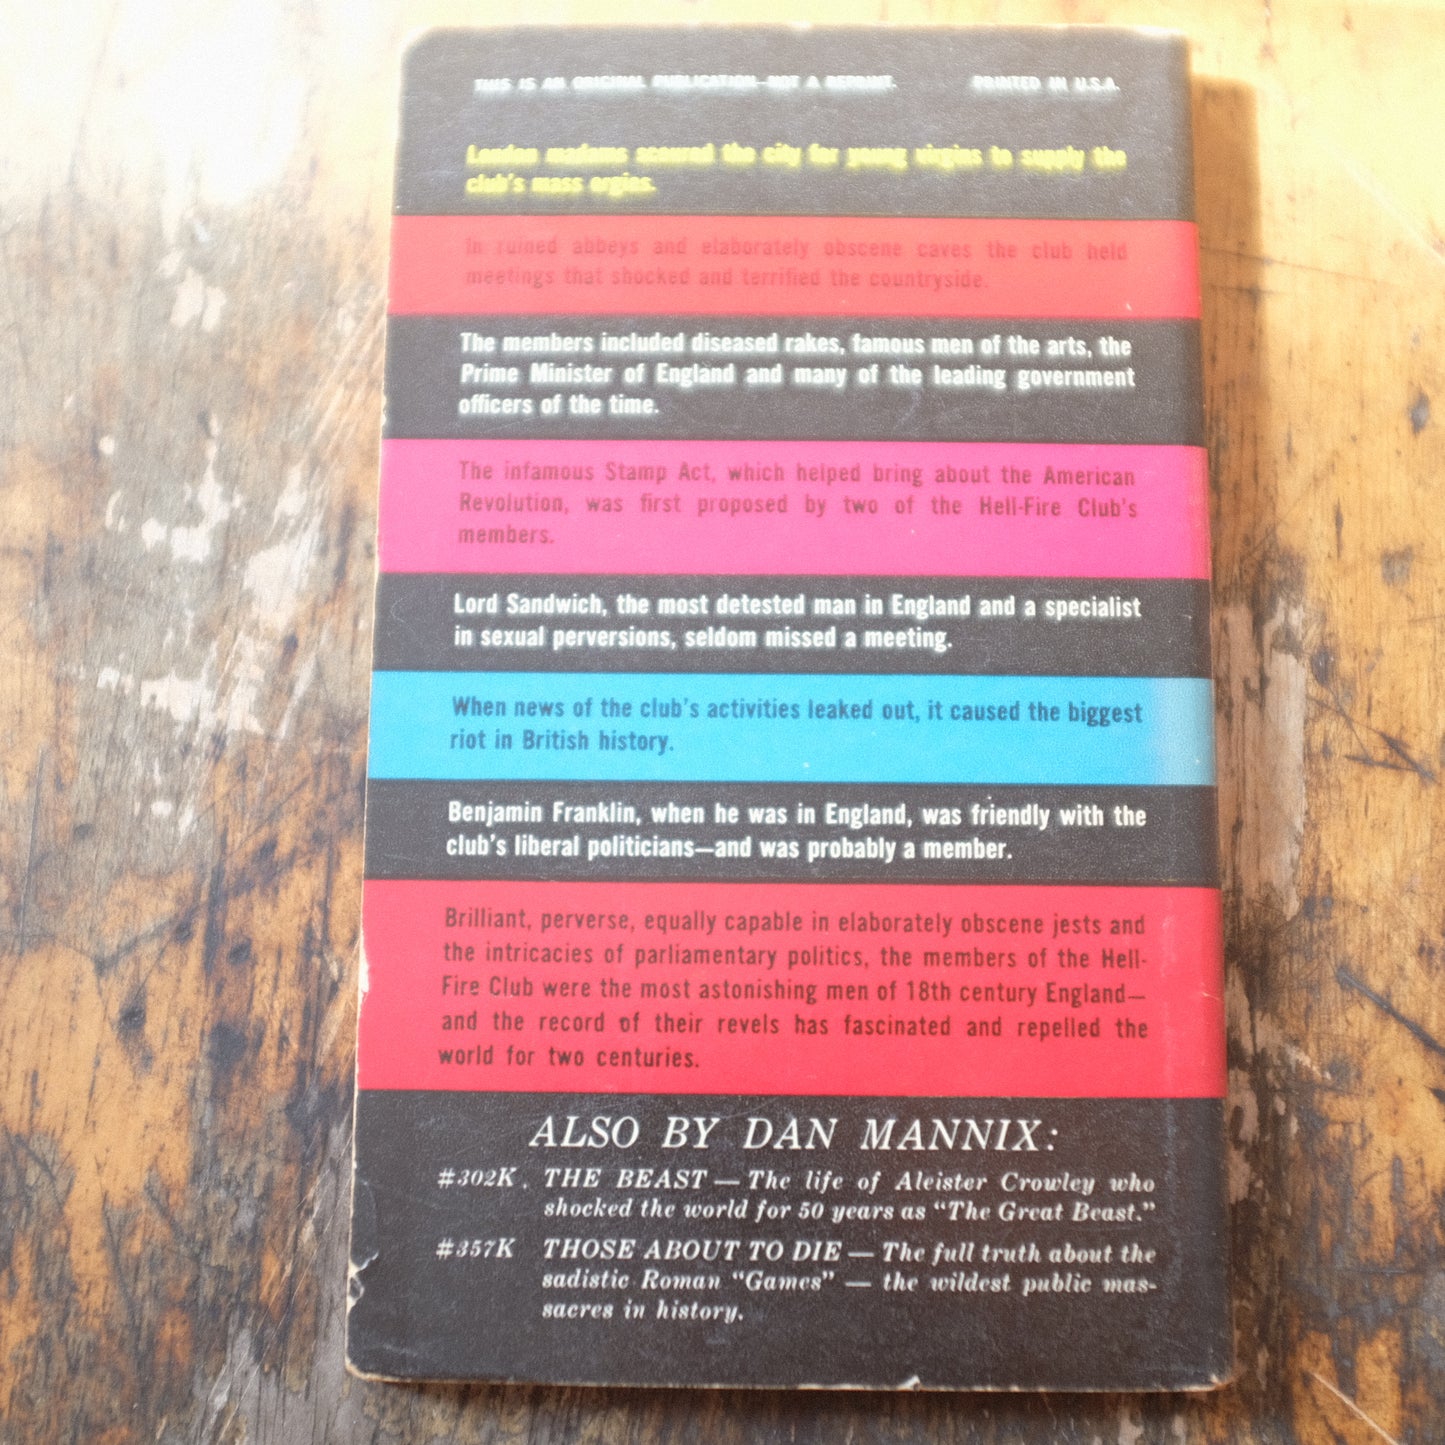 THIS IS AN ORIGINAL PUBLICATION—NOT A REPRINT. PRINTED IN U.S.A.
London madams scoured the city for young virgins to supply the
club's mass orgies.
In ruined abbeys and elaborately obscene caves the club held
meetings that shocked and terrified the countryside.
The members included diseased rakes, famous men of the arts, the
Prime Minister of England and many of the leading government
officers of the time.
The infamous Stamp Act, which helped bring about the American
Revolution, was first proposed by two of the Hell-Fire Club's
members.
Lord Sandwich, the most detested man in England and a specialist
in sexual perversions, seldom missed a meeting.
When news of the club's activities leaked out, it caused the biggest
riot in British history.
Benjamin Franklin, when he was in England, was friendly with the
club's liberal politicians—and was probably a member.
Brilliant, perverse, equally capable in elaborately obscene jests and
the intricacies of parliamentary politics, the members of the Hell-
Fire Club were the most astonishing men of 18th century England—
and the record of their revels has fascinated and repelled the
world for two centuries.
ALSO BY DAN MANNIX:
#302K. THE BEAST — The life of Aleister Crowley who
shocked the world for 50 years as "The Great Beast."
#357K THOSE ABOUT TO DIE — The full truth about the
sadistic Roman "Games" — the wildest public mas-
sacres in history.